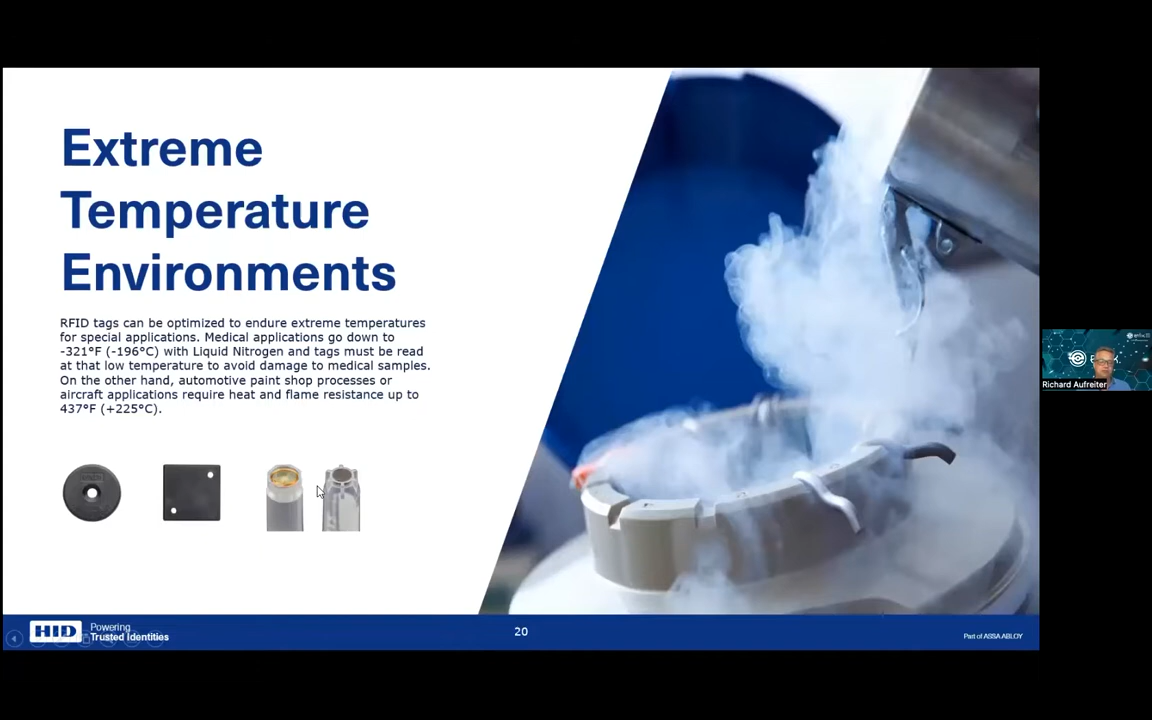 Extreme
Temperature
Environments
RFID tags can be optimized to endure extreme temperatures
for special applications. Medical applications go down to
-321°F (-196°C) with Liquid Nitrogen and tags must be read
at that low temperature to avoid damage to medical samples.
On the other hand, automotive paint shop processes or
aircraft applications require heat and flame resistance up to
437°F (+225°C).
HID
Powering
Trusted Identities
20
Part of ASSA ABLOY
Richard Aufreiter